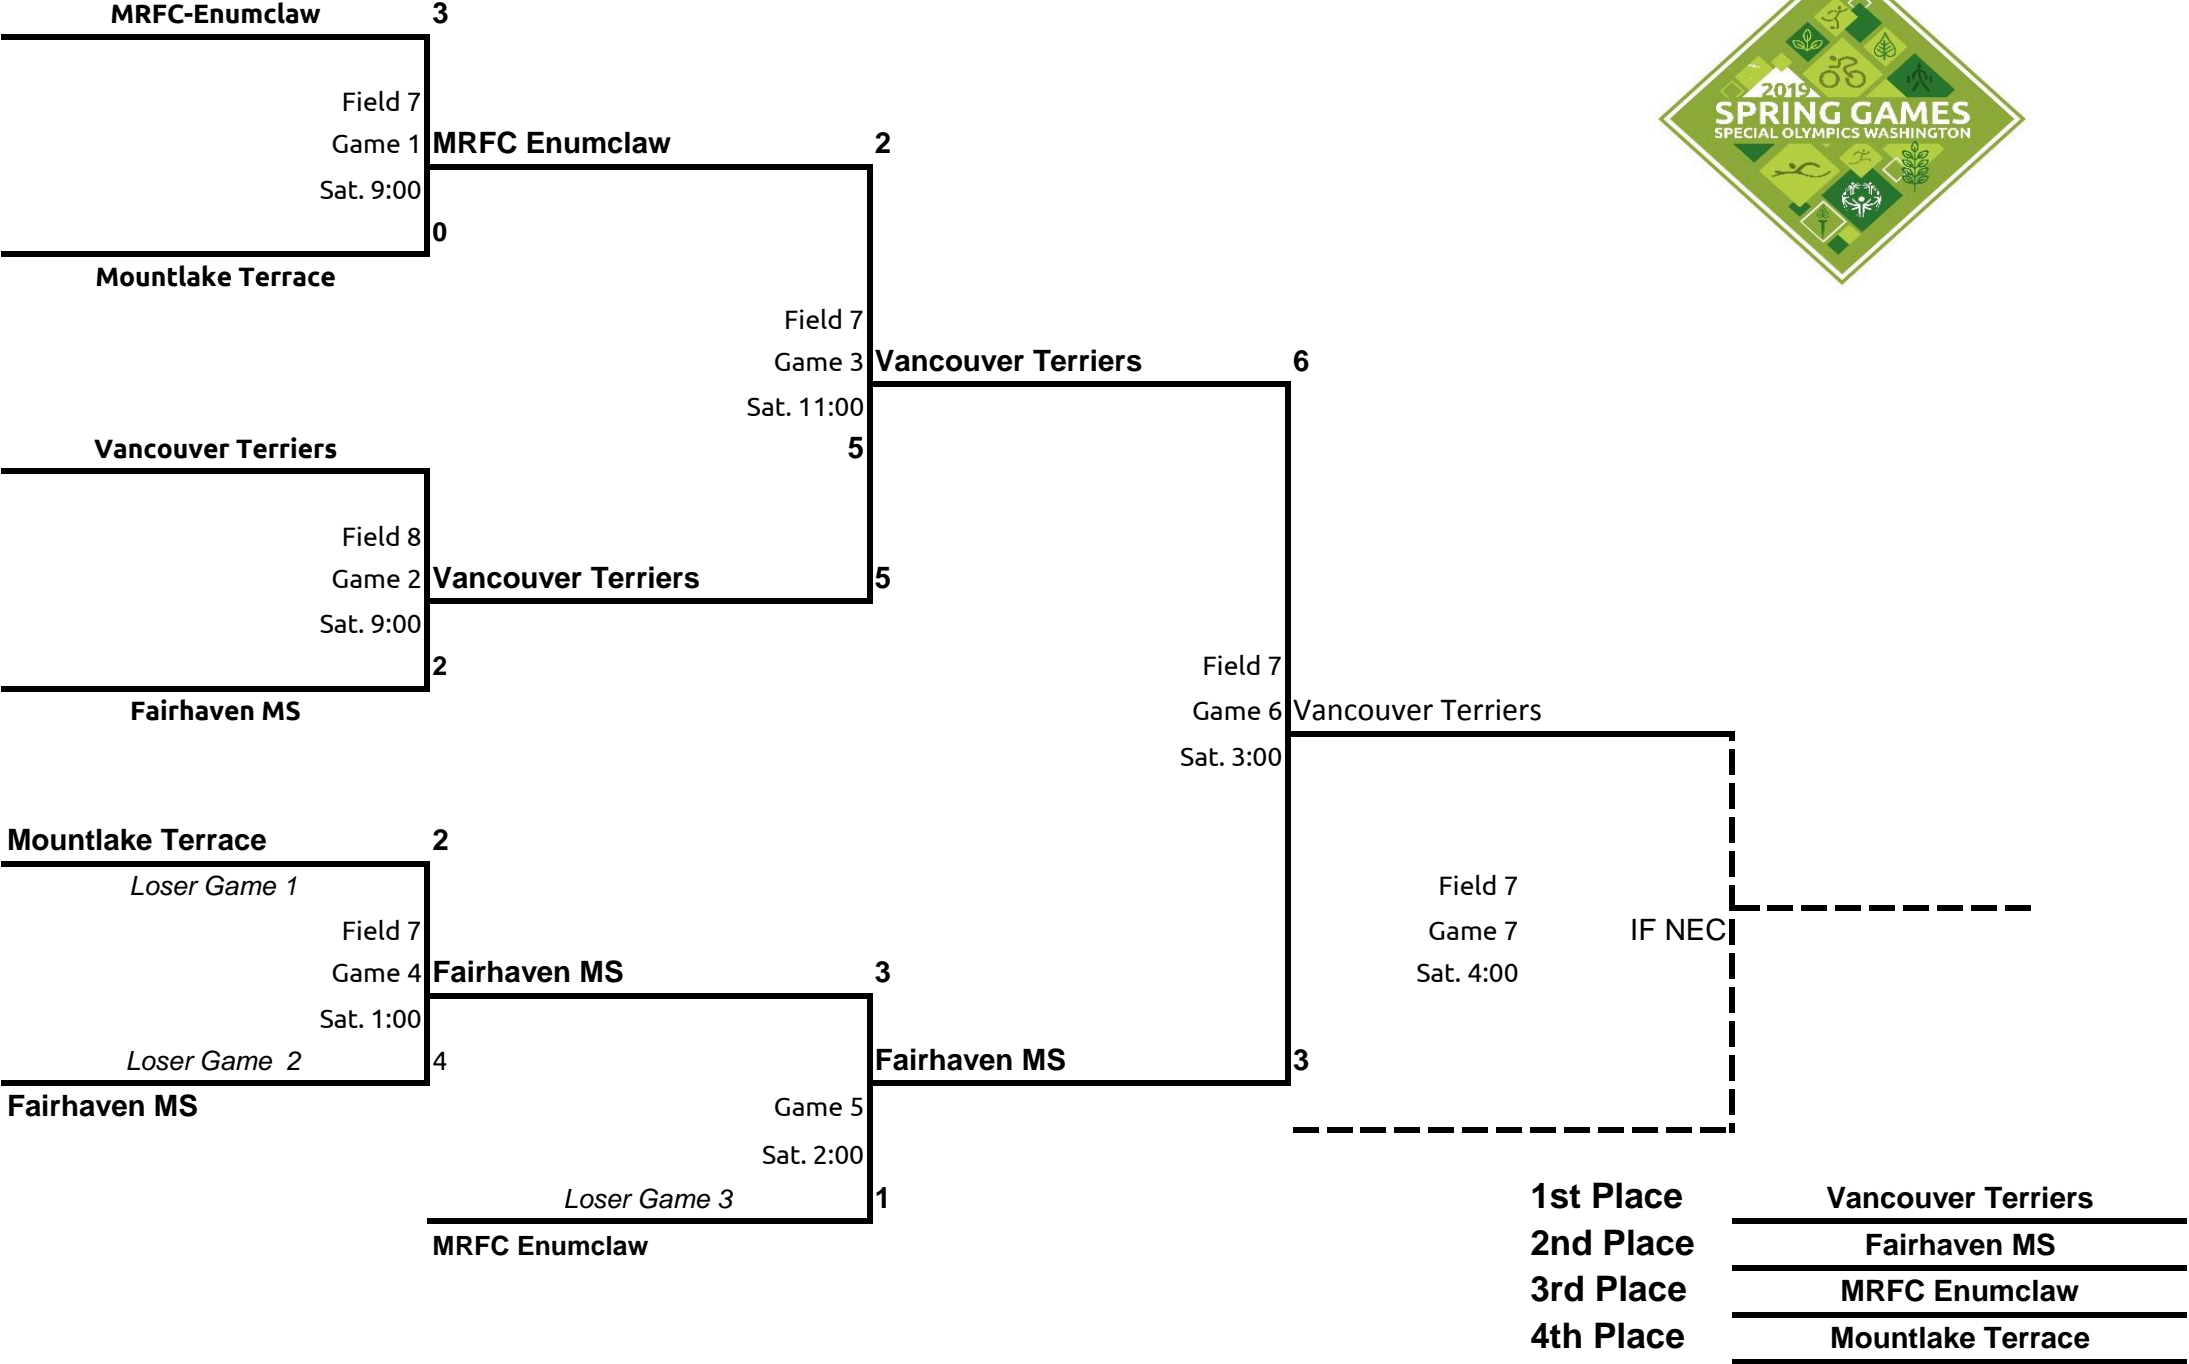 MRFC-Enumclaw 3
2019
SPRING GAMES
SPECIAL OLYMPICS WASHINGTON
Field 7
Game 1 MRFC Enumclaw 2
Sat. 9:00
0
Mountlake Terrace
Field 7
Game 3 Vancouver Terriers 6
Sat. 11:00
Vancouver Terriers 5
Field 8
Game 2 Vancouver Terriers 5
Sat. 9:00
2
Fairhaven MS
Field 7
Game 6 Vancouver Terriers
Sat. 3:00
Mountlake Terrace 2
Loser Game 1
Field 7
Game 4 Fairhaven MS 3
Sat. 1:00
Loser Game 2 4
Fairhaven MS
Field 7
Game 7 IF NEC
Sat. 4:00
Fairhaven MS 3
Game 5
Sat. 2:00
Loser Game 3 1
MRFC Enumclaw
1st Place Vancouver Terriers
2nd Place Fairhaven MS
3rd Place MRFC Enumclaw
4th Place Mountlake Terrace